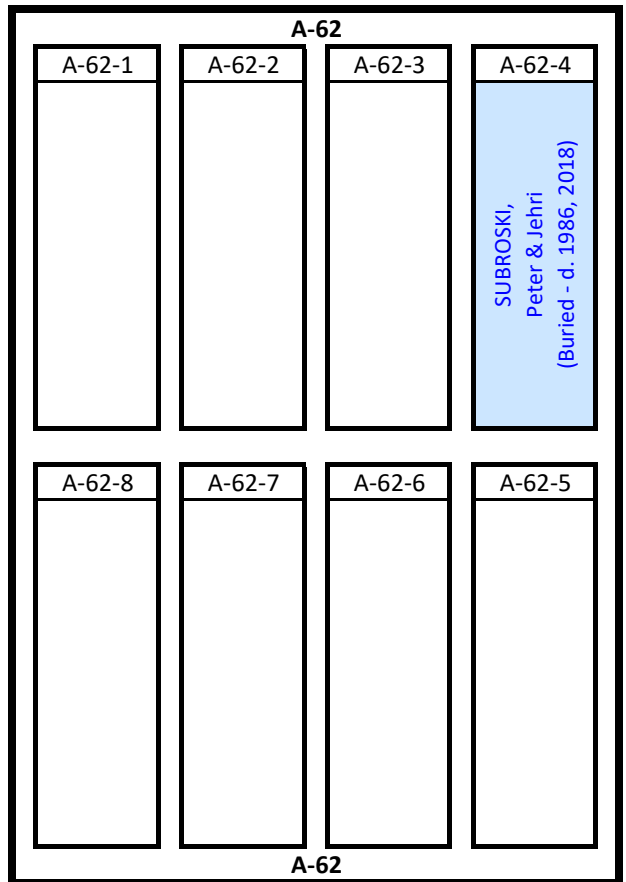 A-62
A-62-1 A-62-2 A-62-3 A-62-4
SUBROSKI,
Peter & Jehri
(Buried - d. 1986, 2018)
A-62-8 A-62-7 A-62-6 A-62-5
A-62